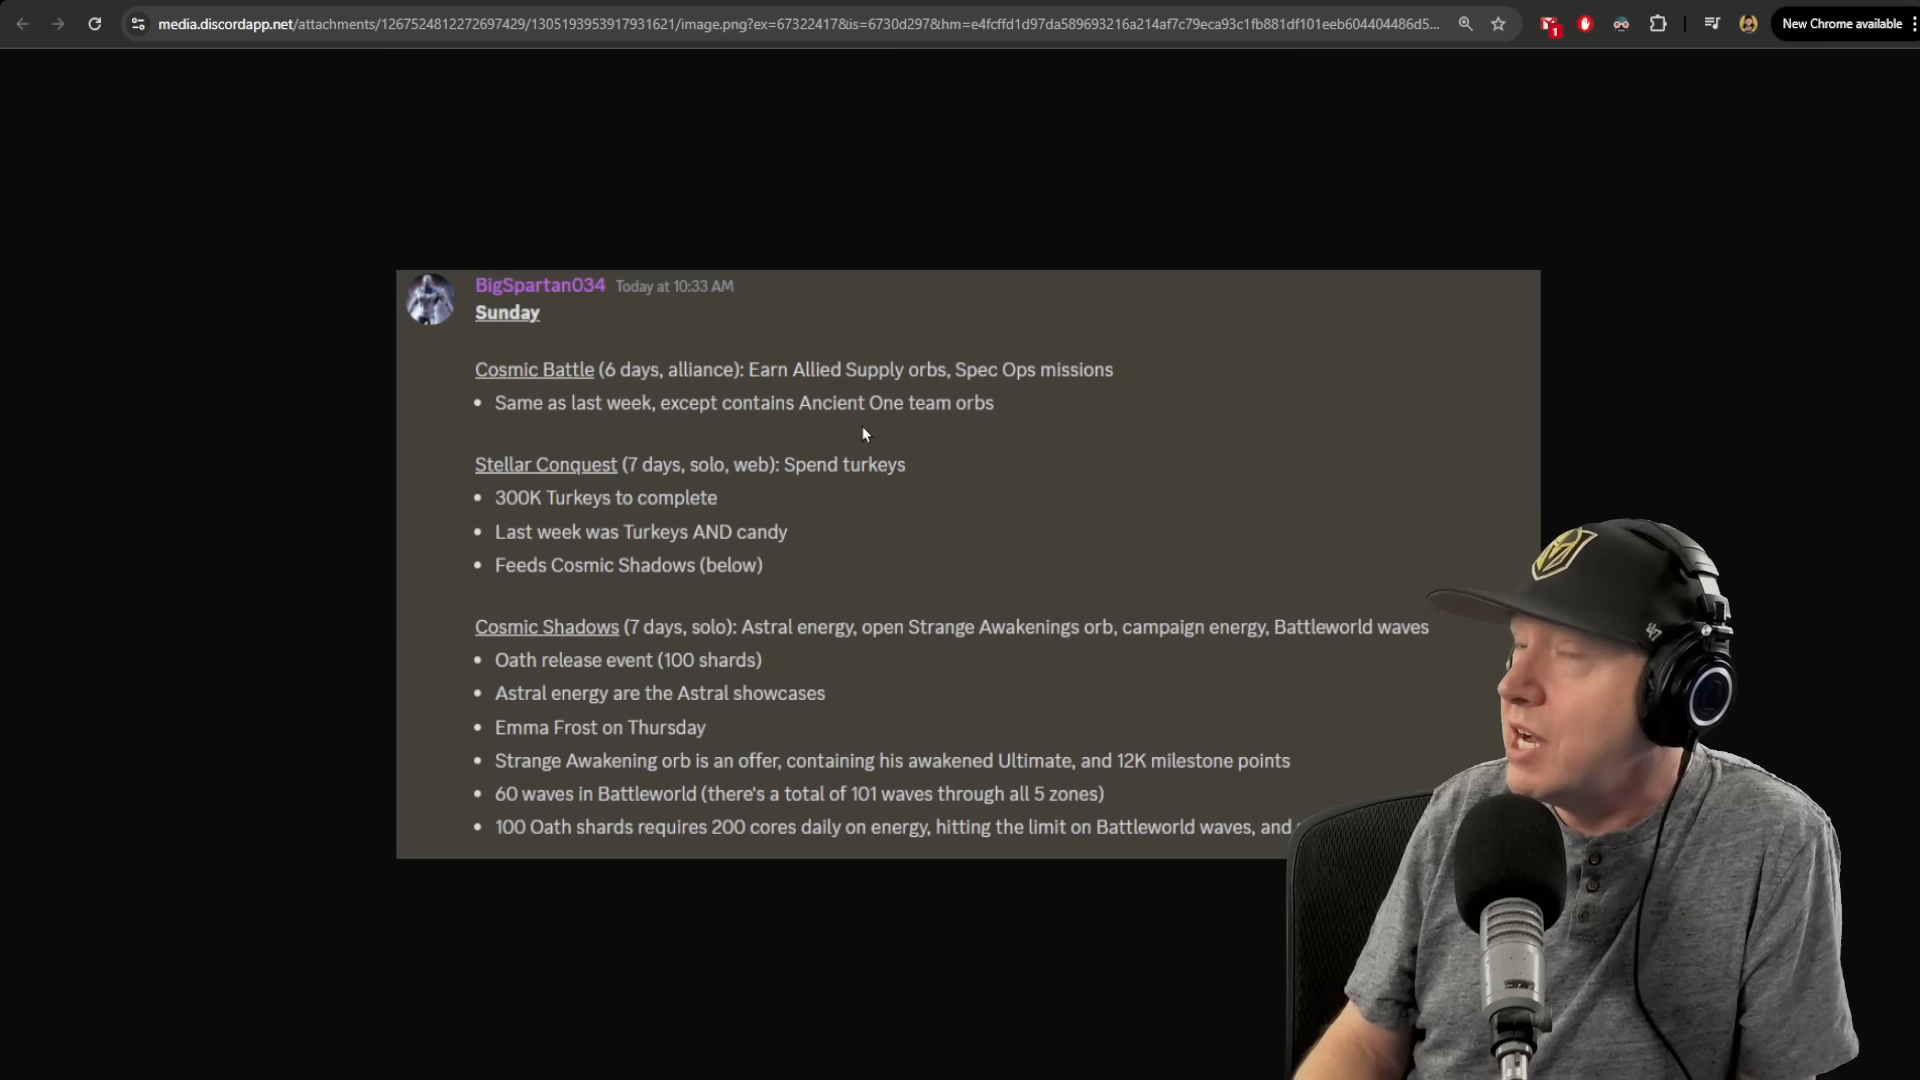 media.discordapp.net/attachments/1267524812272697429/1305193953917931621/image.png?ex=67322417&is=6730d297&hm=e4fcffd1d97da589693216a214af7c79eca93c1fb881df101eeb604404486d5...
1
New Chrome available
BigSpartan034 Today at 10:33 AM
Sunday
Cosmic Battle (6 days, alliance): Earn Allied Supply orbs, Spec Ops missions
• Same as last week, except contains Ancient One team orbs
Stellar Conquest (7 days, solo, web): Spend turkeys
• 300K Turkeys to complete
• Last week was Turkeys AND candy
• Feeds Cosmic Shadows (below)
Cosmic Shadows (7 days, solo): Astral energy, open Strange Awakenings orb, campaign energy, Battleworld waves
• Oath release event (100 shards)
• Astral energy are the Astral showcases
• Emma Frost on Thursday
• Strange Awakening orb is an offer, containing his awakened Ultimate, and 12K milestone points
• 60 waves in Battleworld (there's a total of 101 waves through all 5 zones)
• 100 Oath shards requires 200 cores daily on energy, hitting the limit on Battleworld waves, and
47